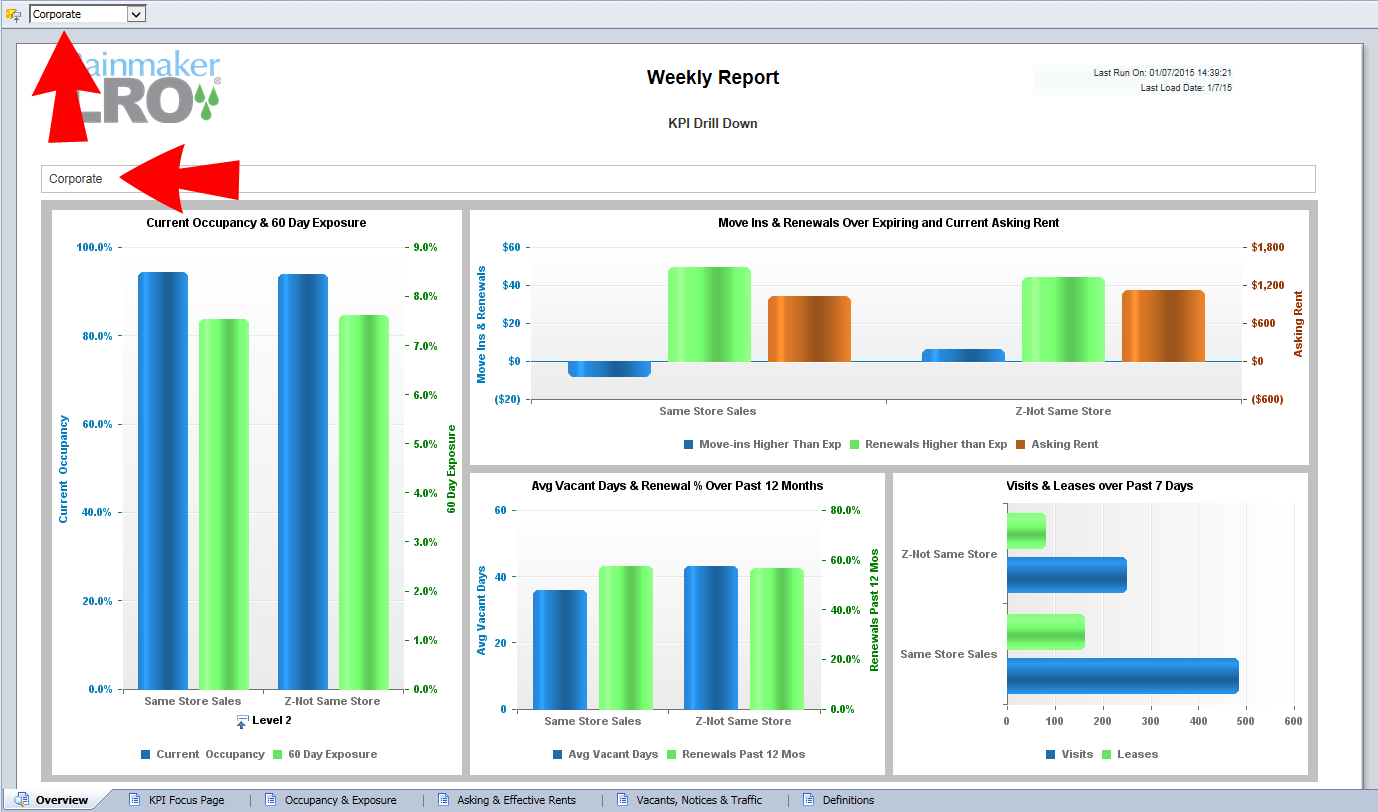 Corporate
ainmaker
LRO®
Weekly Report
KPI Drill Down
Last Run On: 01/07/2015 14:39:21
Last Load Date: 1/7/15
Corporate
Current Occupancy & 60 Day Exposure
100.0%
80.0%
60.0%
40.0%
20.0%
0.0%
Current Occupancy
9.0%
8.0%
7.0%
6.0%
5.0%
4.0%
3.0%
2.0%
1.0%
0.0%
60 Day Exposure
Same Store Sales
Z-Not Same Store
Level 2
Current Occupancy
60 Day Exposure
Move Ins & Renewals Over Expiring and Current Asking Rent
$60
$40
$20
$0
($20)
Move Ins & Renewals
$1,800
$1,200
$600
$0
($600)
Asking Rent
Same Store Sales
Z-Not Same Store
Move-ins Higher Than Exp
Renewals Higher than Exp
Asking Rent
Avg Vacant Days & Renewal % Over Past 12 Months
60
40
20
0
Avg Vacant Days
80.0%
60.0%
40.0%
20.0%
0.0%
Renewals Past 12 Mos
Same Store Sales
Z-Not Same Store
Avg Vacant Days
Renewals Past 12 Mos
Visits & Leases over Past 7 Days
Z-Not Same Store
Same Store Sales
0
100
200
300
400
500
600
Visits
Leases
Overview
KPI Focus Page
Occupancy & Exposure
Asking & Effective Rents
Vacants, Notices & Traffic
Definitions